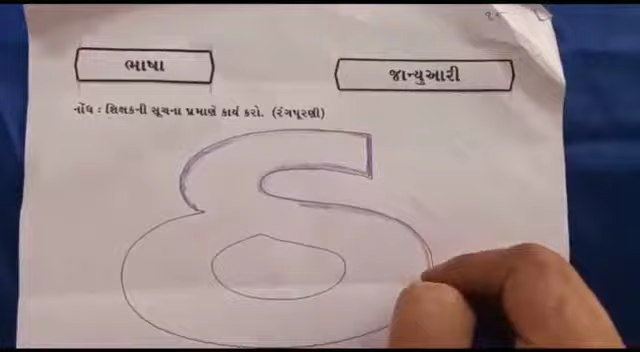 ભાષા
જાન્યુઆરી
નોંધ : શિક્ષકની સૂચના પ્રમાણે કાર્ય કરો. (રંગપૂરણી)
ઠ